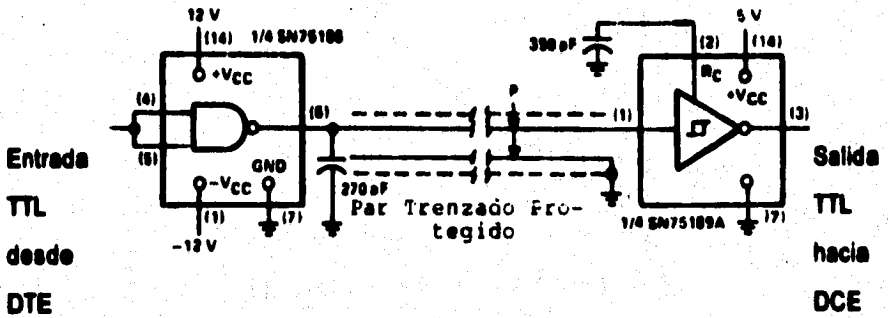 12 V
(14)
1/4 SN75188
+VCC
(4)
(5)
(6)
GND
-VCC
(1)
(7)
-12 V
270 pF
Entrada
TTL
desde
DTE
P
Par Trenzado Pro-
tegido
390 pF
(2)
5 V
(14)
RC
+VCC
(1)
(3)
(7)
1/4 SN75189A
Salida
TTL
hacia
DCE